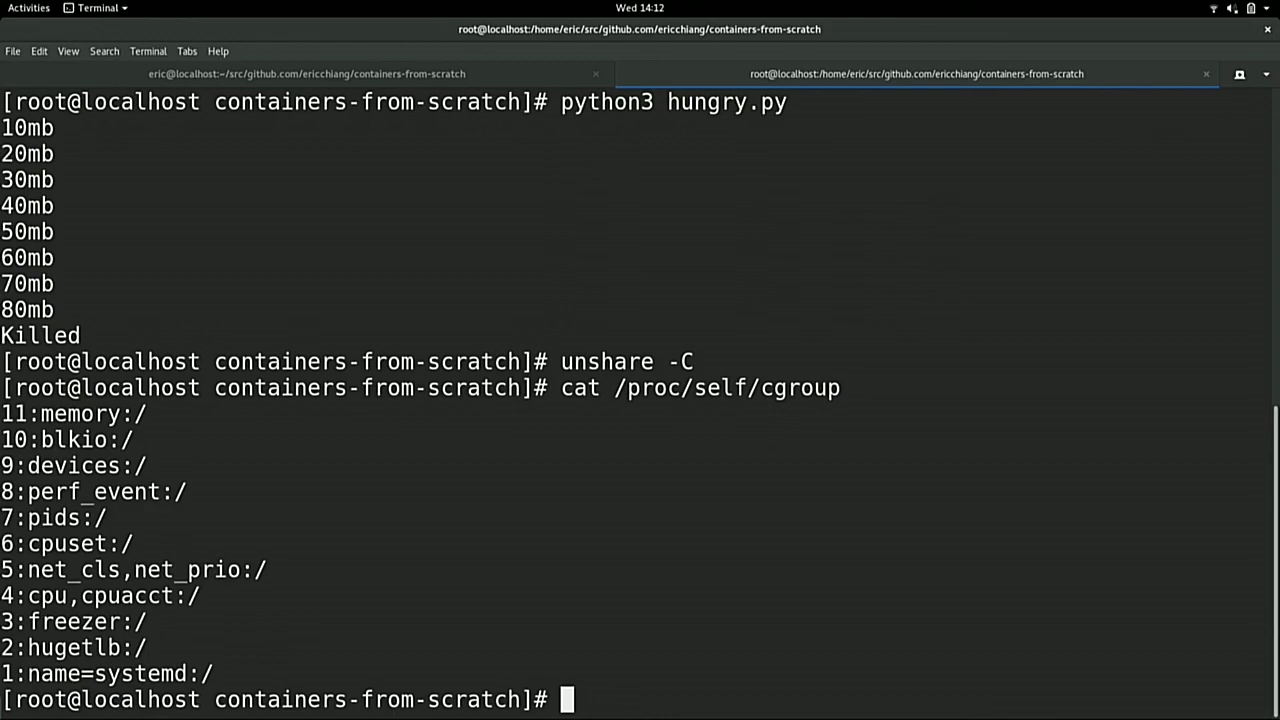 Activities Terminal Wed 14:12
root@localhost:/home/eric/src/github.com/ericchiang/containers-from-scratch
File Edit View Search Terminal Tabs Help
eric@localhost:~/src/github.com/ericchiang/containers-from-scratch root@localhost:/home/eric/src/github.com/ericchiang/containers-from-scratch
[root@localhost containers-from-scratch]# python3 hungry.py
10mb
20mb
30mb
40mb
50mb
60mb
70mb
80mb
Killed
[root@localhost containers-from-scratch]# unshare -C
[root@localhost containers-from-scratch]# cat /proc/self/cgroup
11:memory:/
10:blkio:/
9:devices:/
8:perf_event:/
7:pids:/
6:cpuset:/
5:net_cls,net_prio:/
4:cpu,cpuacct:/
3:freezer:/
2:hugetlb:/
1:name=systemd:/
[root@localhost containers-from-scratch]#